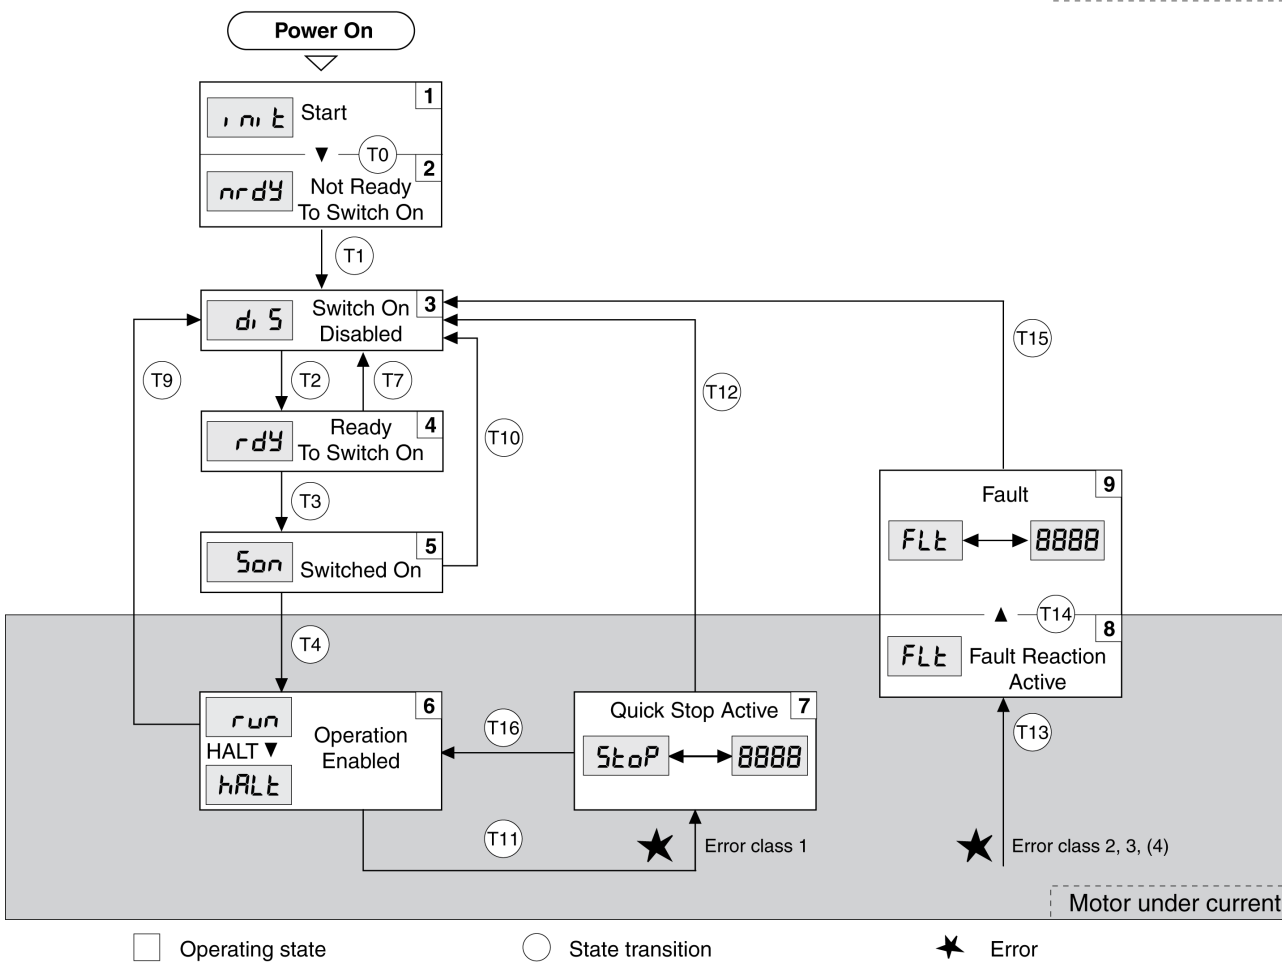 Power On
1
init
Start
T0
2
nrdy
Not Ready
To Switch On
T1
3
diS
Switch On
Disabled
T15
T9
T2
T7
T12
4
rdy
Ready
To Switch On
T10
T3
9
Fault
5
Son
Switched On
FLt
8888
T14
8
T4
FLt
Fault Reaction
Active
6
run
HALT
hALt
Operation
Enabled
T16
7
Quick Stop Active
StoP
8888
T13
T11
Error class 1
Error class 2, 3, (4)
Motor under current
Operating state
State transition
Error